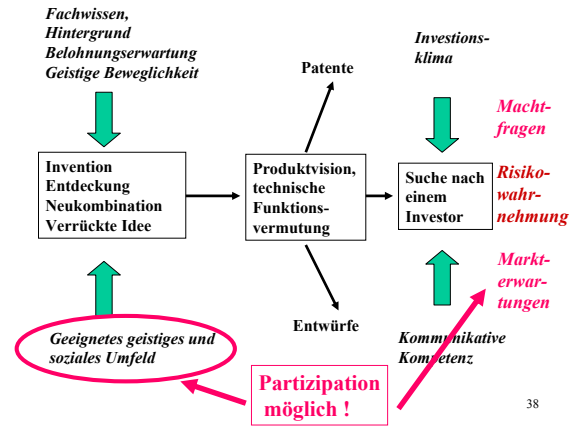 Fachwissen,
Hintergrund
Belohnungserwartung
Geistige Beweglichkeit
Patente
Investions-
klima
Macht-
fragen
Invention
Entdeckung
Neukombination
Verrückte Idee
Produktvision,
technische
Funktions-
vermutung
Suche nach
einem
Investor
Risiko-
wahr-
nehmung
Markt-
erwar-
tungen
Entwürfe
Geeignetes geistiges und
soziales Umfeld
Kommunikative
Kompetenz
Partizipation
möglich !
38